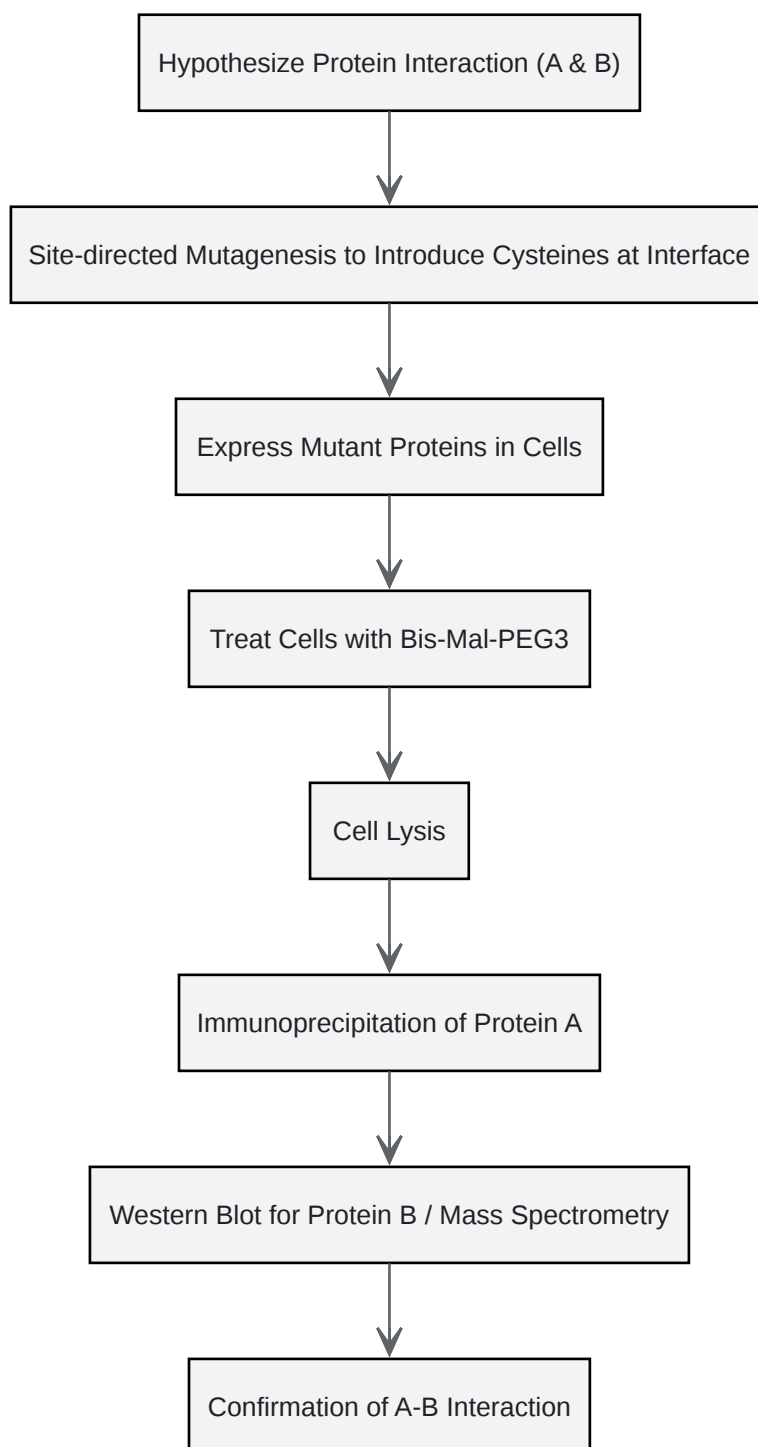 Hypothesize Protein Interaction (A & B)
Site-directed Mutagenesis to Introduce Cysteines at Interface
Express Mutant Proteins in Cells
Treat Cells with Bis-Mal-PEG3
Cell Lysis
Immunoprecipitation of Protein A
Western Blot for Protein B / Mass Spectrometry
Confirmation of A-B Interaction